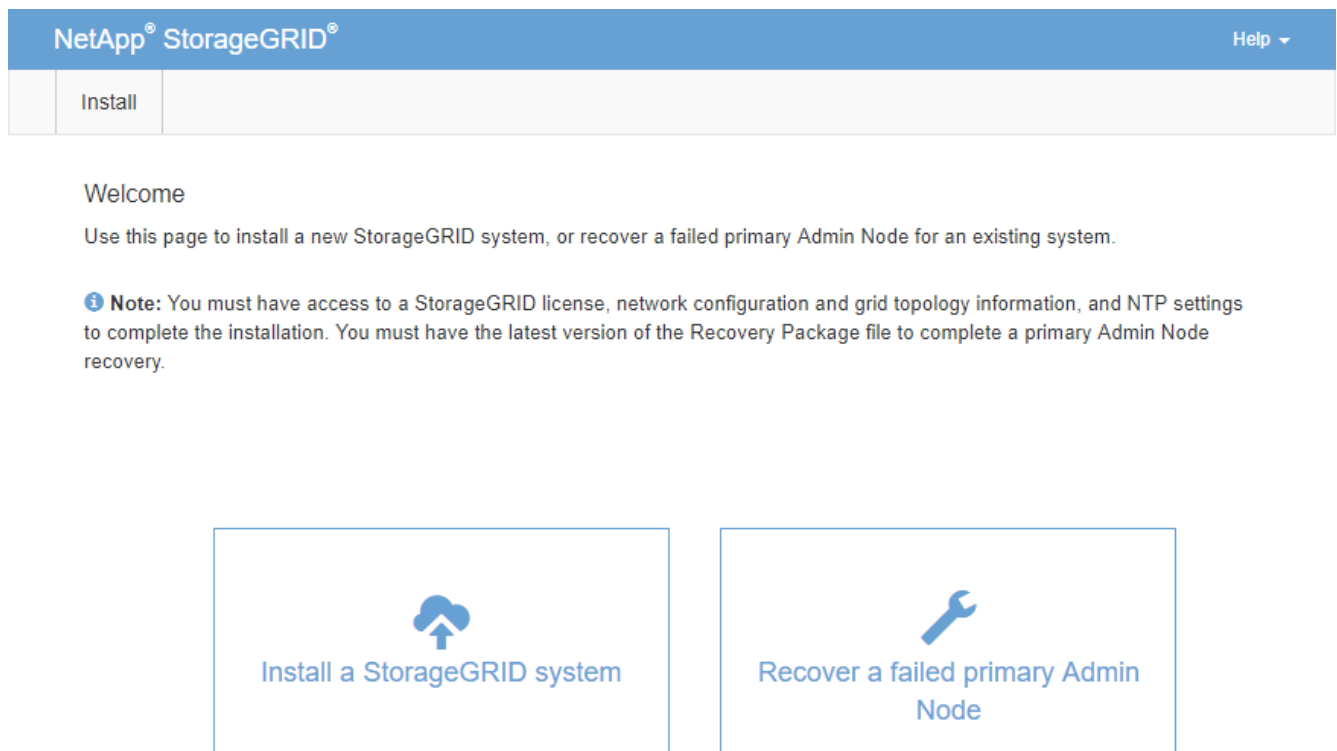 NetApp® StorageGRID®
Help
Install
Welcome
Use this page to install a new StorageGRID system, or recover a failed primary Admin Node for an existing system.
Note: You must have access to a StorageGRID license, network configuration and grid topology information, and NTP settings
to complete the installation. You must have the latest version of the Recovery Package file to complete a primary Admin Node
recovery.
Install a StorageGRID system
Recover a failed primary Admin
Node